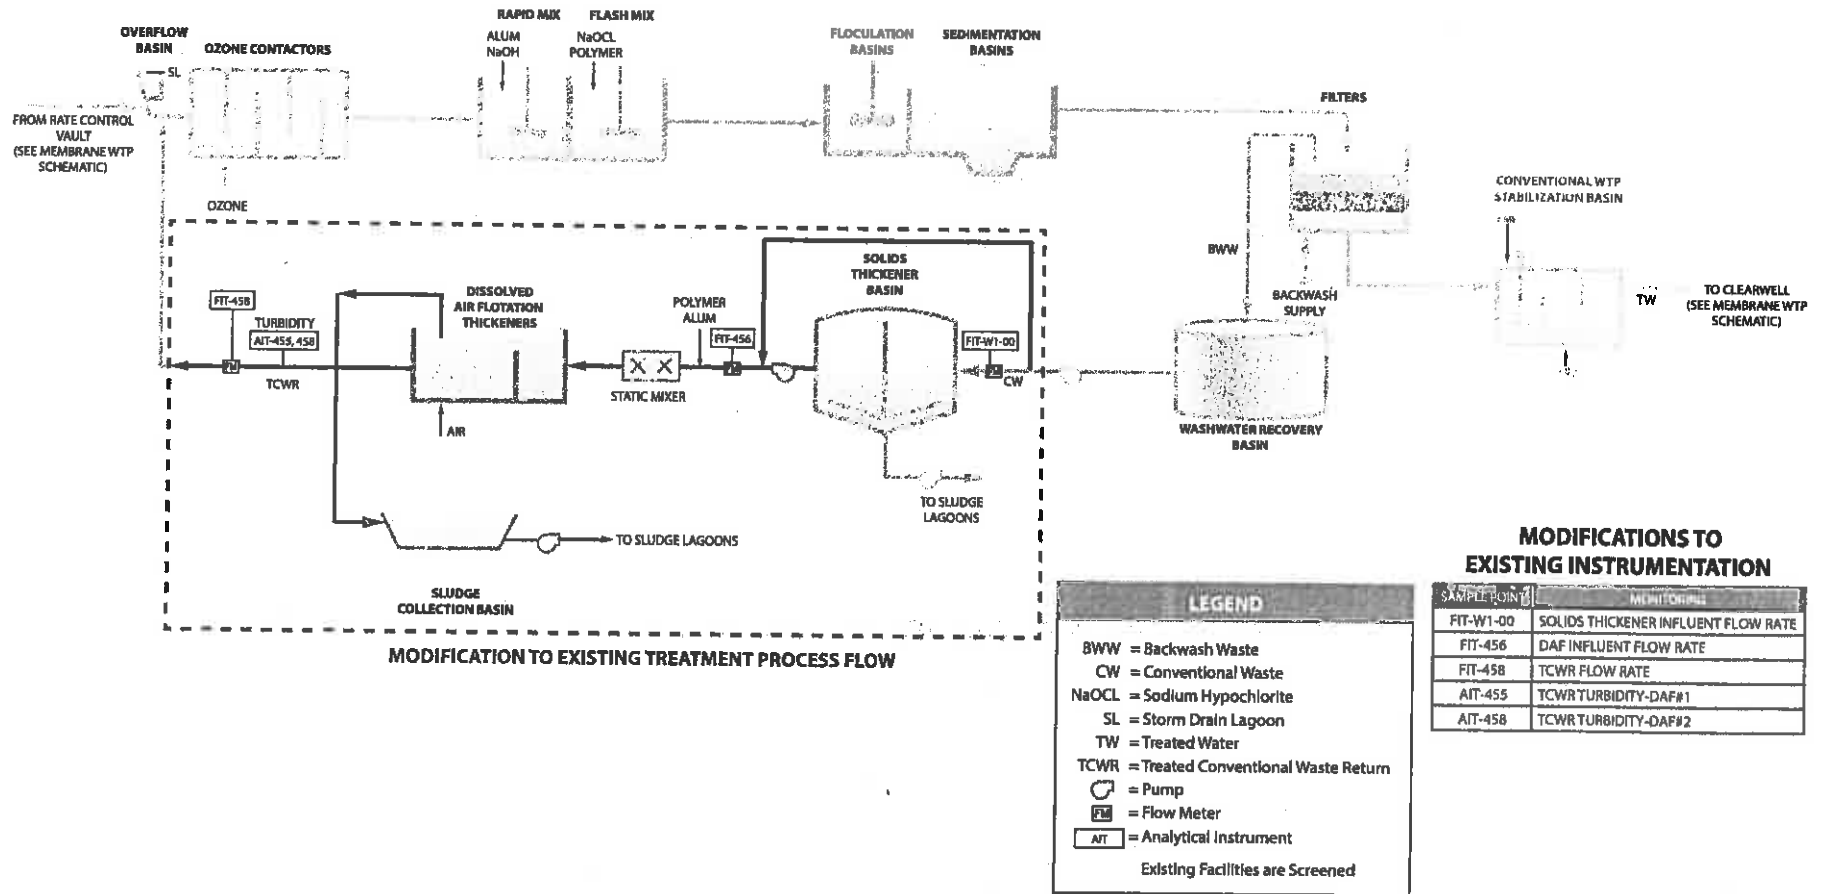 RAPID MIX
FLASH MIX
OVERFLOW
BASIN
OZONE CONTACTORS
ALUM
NaOH
NaOCL
POLYMER
FLOCULATION
BASINS
SEDIMENTATION
BASINS
SL
FILTERS
FROM RATE CONTROL
VAULT
(SEE MEMBRANE WTP
SCHEMATIC)
OZONE
CONVENTIONAL WTP
STABILIZATION BASIN
BWW
BACKWASH
SUPPLY
TW
TO CLEARWELL
(SEE MEMBRANE WTP
SCHEMATIC)
SOLIDS
THICKENER
BASIN
DISSOLVED
AIR FLOTATION
THICKENERS
FIT-458
TURBIDITY
AIT-455, 458
POLYMER
ALUM
FIT-456
FIT-W1-00
FM
TCWR
FM
FM
CW
STATIC MIXER
AIR
WASHWATER RECOVERY
BASIN
TO SLUDGE
LAGOONS
TO SLUDGE LAGOONS
SLUDGE
COLLECTION BASIN
MODIFICATION TO EXISTING TREATMENT PROCESS FLOW
LEGEND
BWW = Backwash Waste
CW = Conventional Waste
NaOCL = Sodium Hypochlorite
SL = Storm Drain Lagoon
TW = Treated Water
TCWR = Treated Conventional Waste Return
= Pump
FM = Flow Meter
AIT = Analytical Instrument
Existing Facilities are Screened
MODIFICATIONS TO
EXISTING INSTRUMENTATION
SAMPLE POINT MONITORING
FIT-W1-00 SOLIDS THICKENER INFLUENT FLOW RATE
FIT-456 DAF INFLUENT FLOW RATE
FIT-458 TCWR FLOW RATE
AIT-455 TCWR TURBIDITY-DAF#1
AIT-458 TCWR TURBIDITY-DAF#2